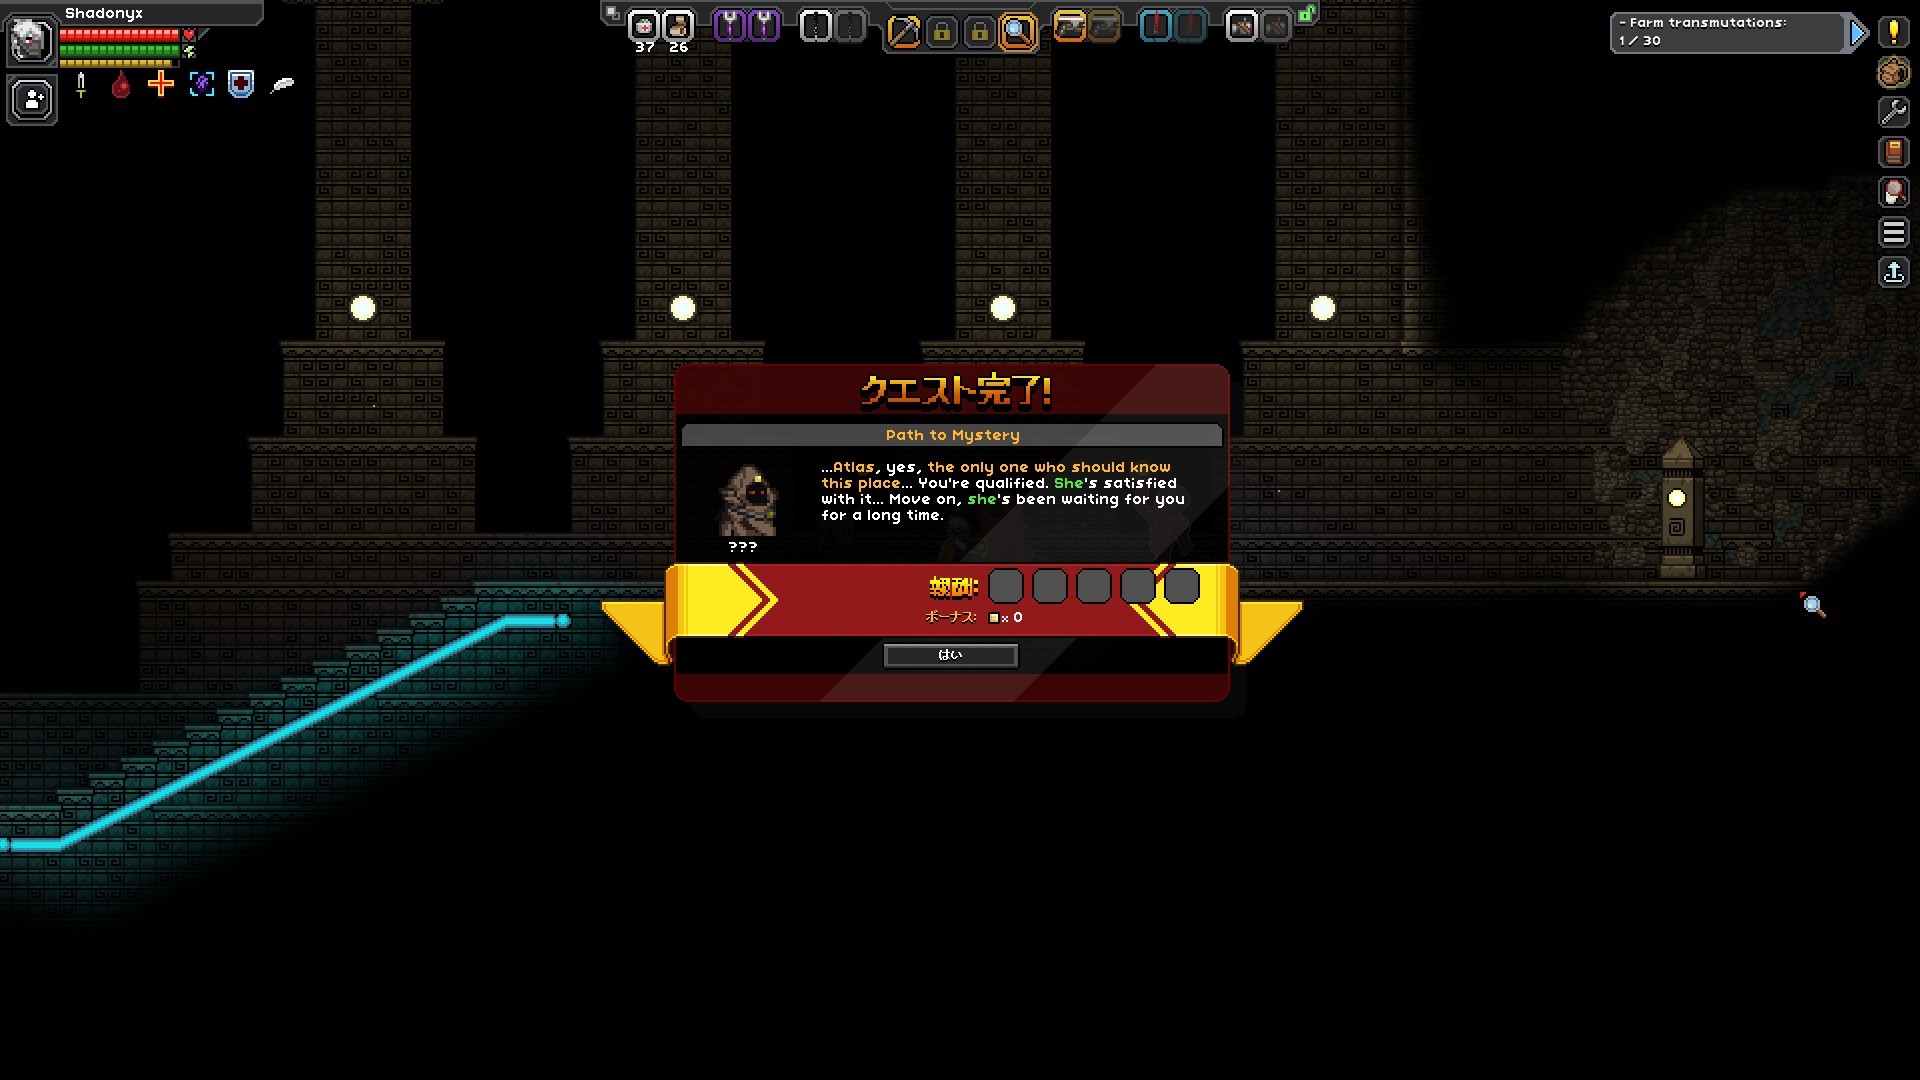 Shadonyx
37 26
- Farm transmutations:
1 / 30
クエスト完了!
Path to Mystery
...Atlas, yes, the only one who should know
this place... You're qualified. She's satisfied
with it... Move on, she's been waiting for you
for a long time.
???
報酬:
ボーナス: x 0
はい